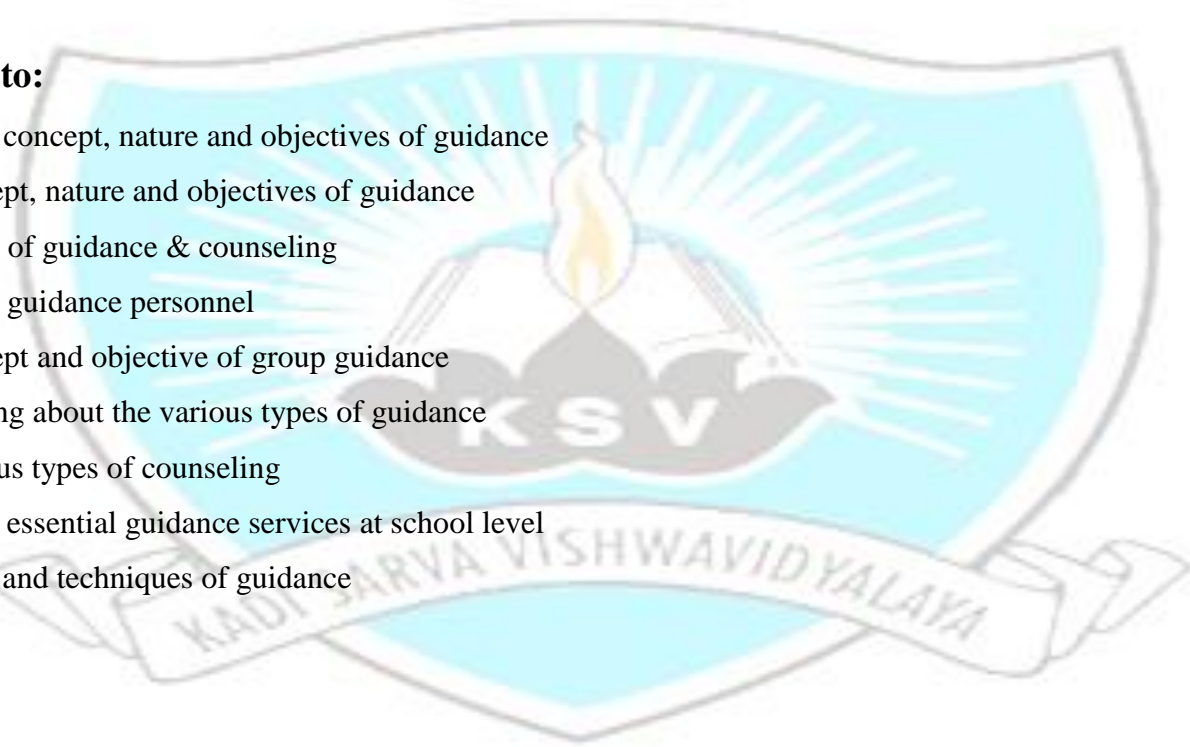 to:
concept, nature and objectives of guidance
ept, nature and objectives of guidance
of guidance & counseling
guidance personnel
ept and objective of group guidance
ng about the various types of guidance
us types of counseling
KSV
essential guidance services at school level
and techniques of guidance
KADI SARVA VISHWAVIDYALAYA